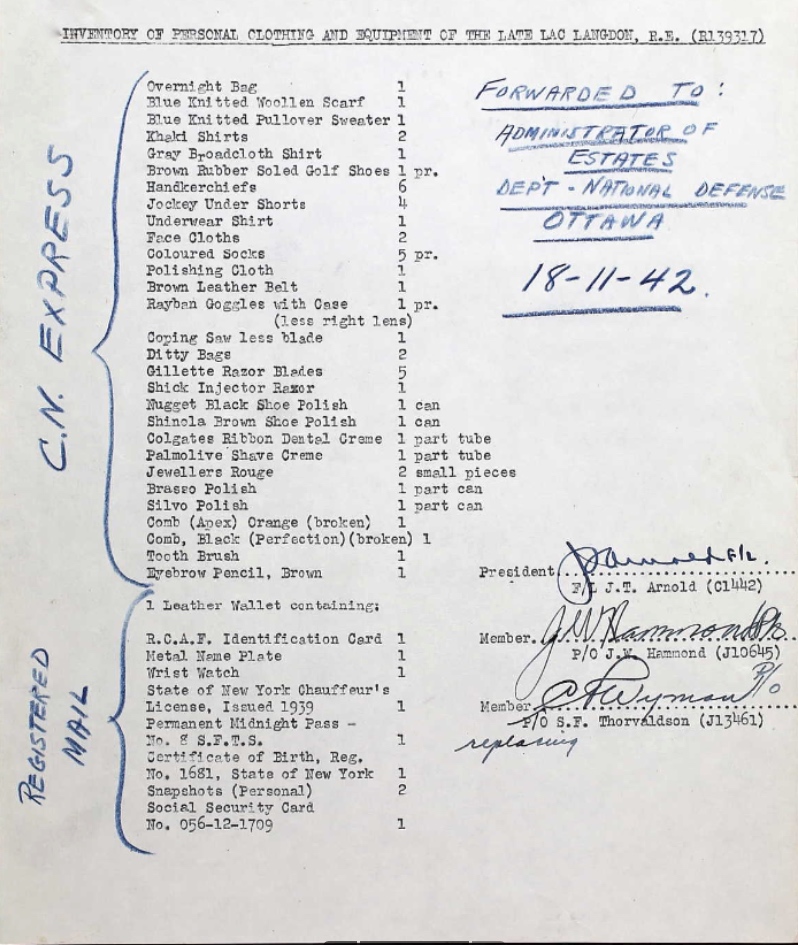 INVENTORY OF PERSONAL CLOTHING AND EQUIPMENT OF THE LATE LAC LANGDON, R.E. (R139317)
Overnight Bag 1
Blue Knitted Woollen Scarf 1
Blue Knitted Pullover Sweater 1
Khaki Shirts 2
Gray Broadcloth Shirt 1
Brown Rubber Soled Golf Shoes 1 pr.
Handkerchiefs 6
Jockey Under Shorts 4
Underwear Shirt 1
Face Cloths 2
Coloured Socks 5 pr.
Polishing Cloth 1
Brown Leather Belt 1
Rayban Goggles with Case 1 pr.
(less right lens)
Coping Saw less blade 1
Ditty Bags 2
Gillette Razor Blades 5
Shick Injector Razor 1
Nugget Black Shoe Polish 1 can
Shinola Brown Shoe Polish 1 can
Colgates Ribbon Dental Creme 1 part tube
Palmolive Shave Creme 1 part tube
Jewellers Rouge 2 small pieces
Brasso Polish 1 part can
Silvo Polish 1 part can
Comb (Apex) Orange (broken) 1
Comb, Black (Perfection)(broken) 1
Tooth Brush 1
Eyebrow Pencil, Brown 1
C.N. EXPRESS
1 Leather Wallet containing:
R.C.A.F. Identification Card 1
Metal Name Plate 1
Wrist Watch 1
State of New York Chauffeur's
License, Issued 1939 1
Permanent Midnight Pass -
No. 8 S.F.T.S. 1
Certificate of Birth, Reg.
No. 1681, State of New York 1
Snapshots (Personal) 2
Social Security Card
No. 056-12-1709 1
REGISTERED
MAIL
FORWARDED TO:
ADMINISTRATOR OF
ESTATES
DEPT - NATIONAL DEFENSE
OTTAWA
18-11-42.
President JTArnold F/L.
F/L J.T. Arnold (C1442)
Member. J.W. Hammond P/O
P/O J.W. Hammond (J10645)
Member Wyman P/O
P/O S.F. Thorvaldson (J13461)
replacing